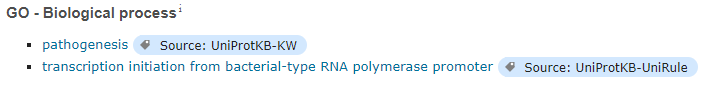 GO - Biological process i
pathogenesis Source: UniProtKB-KW
transcription initiation from bacterial-type RNA polymerase promoter Source: UniProtKB-UniRule